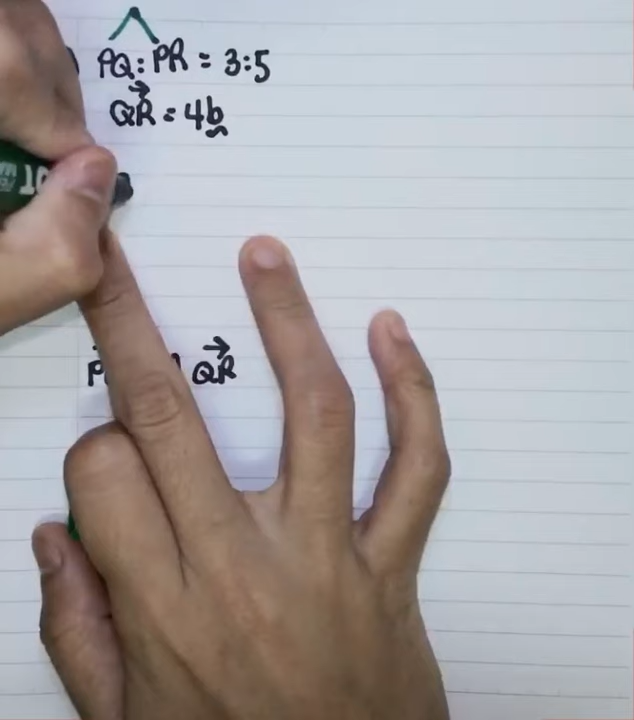 PQ:PR = 3:5
QR = 4b
QR